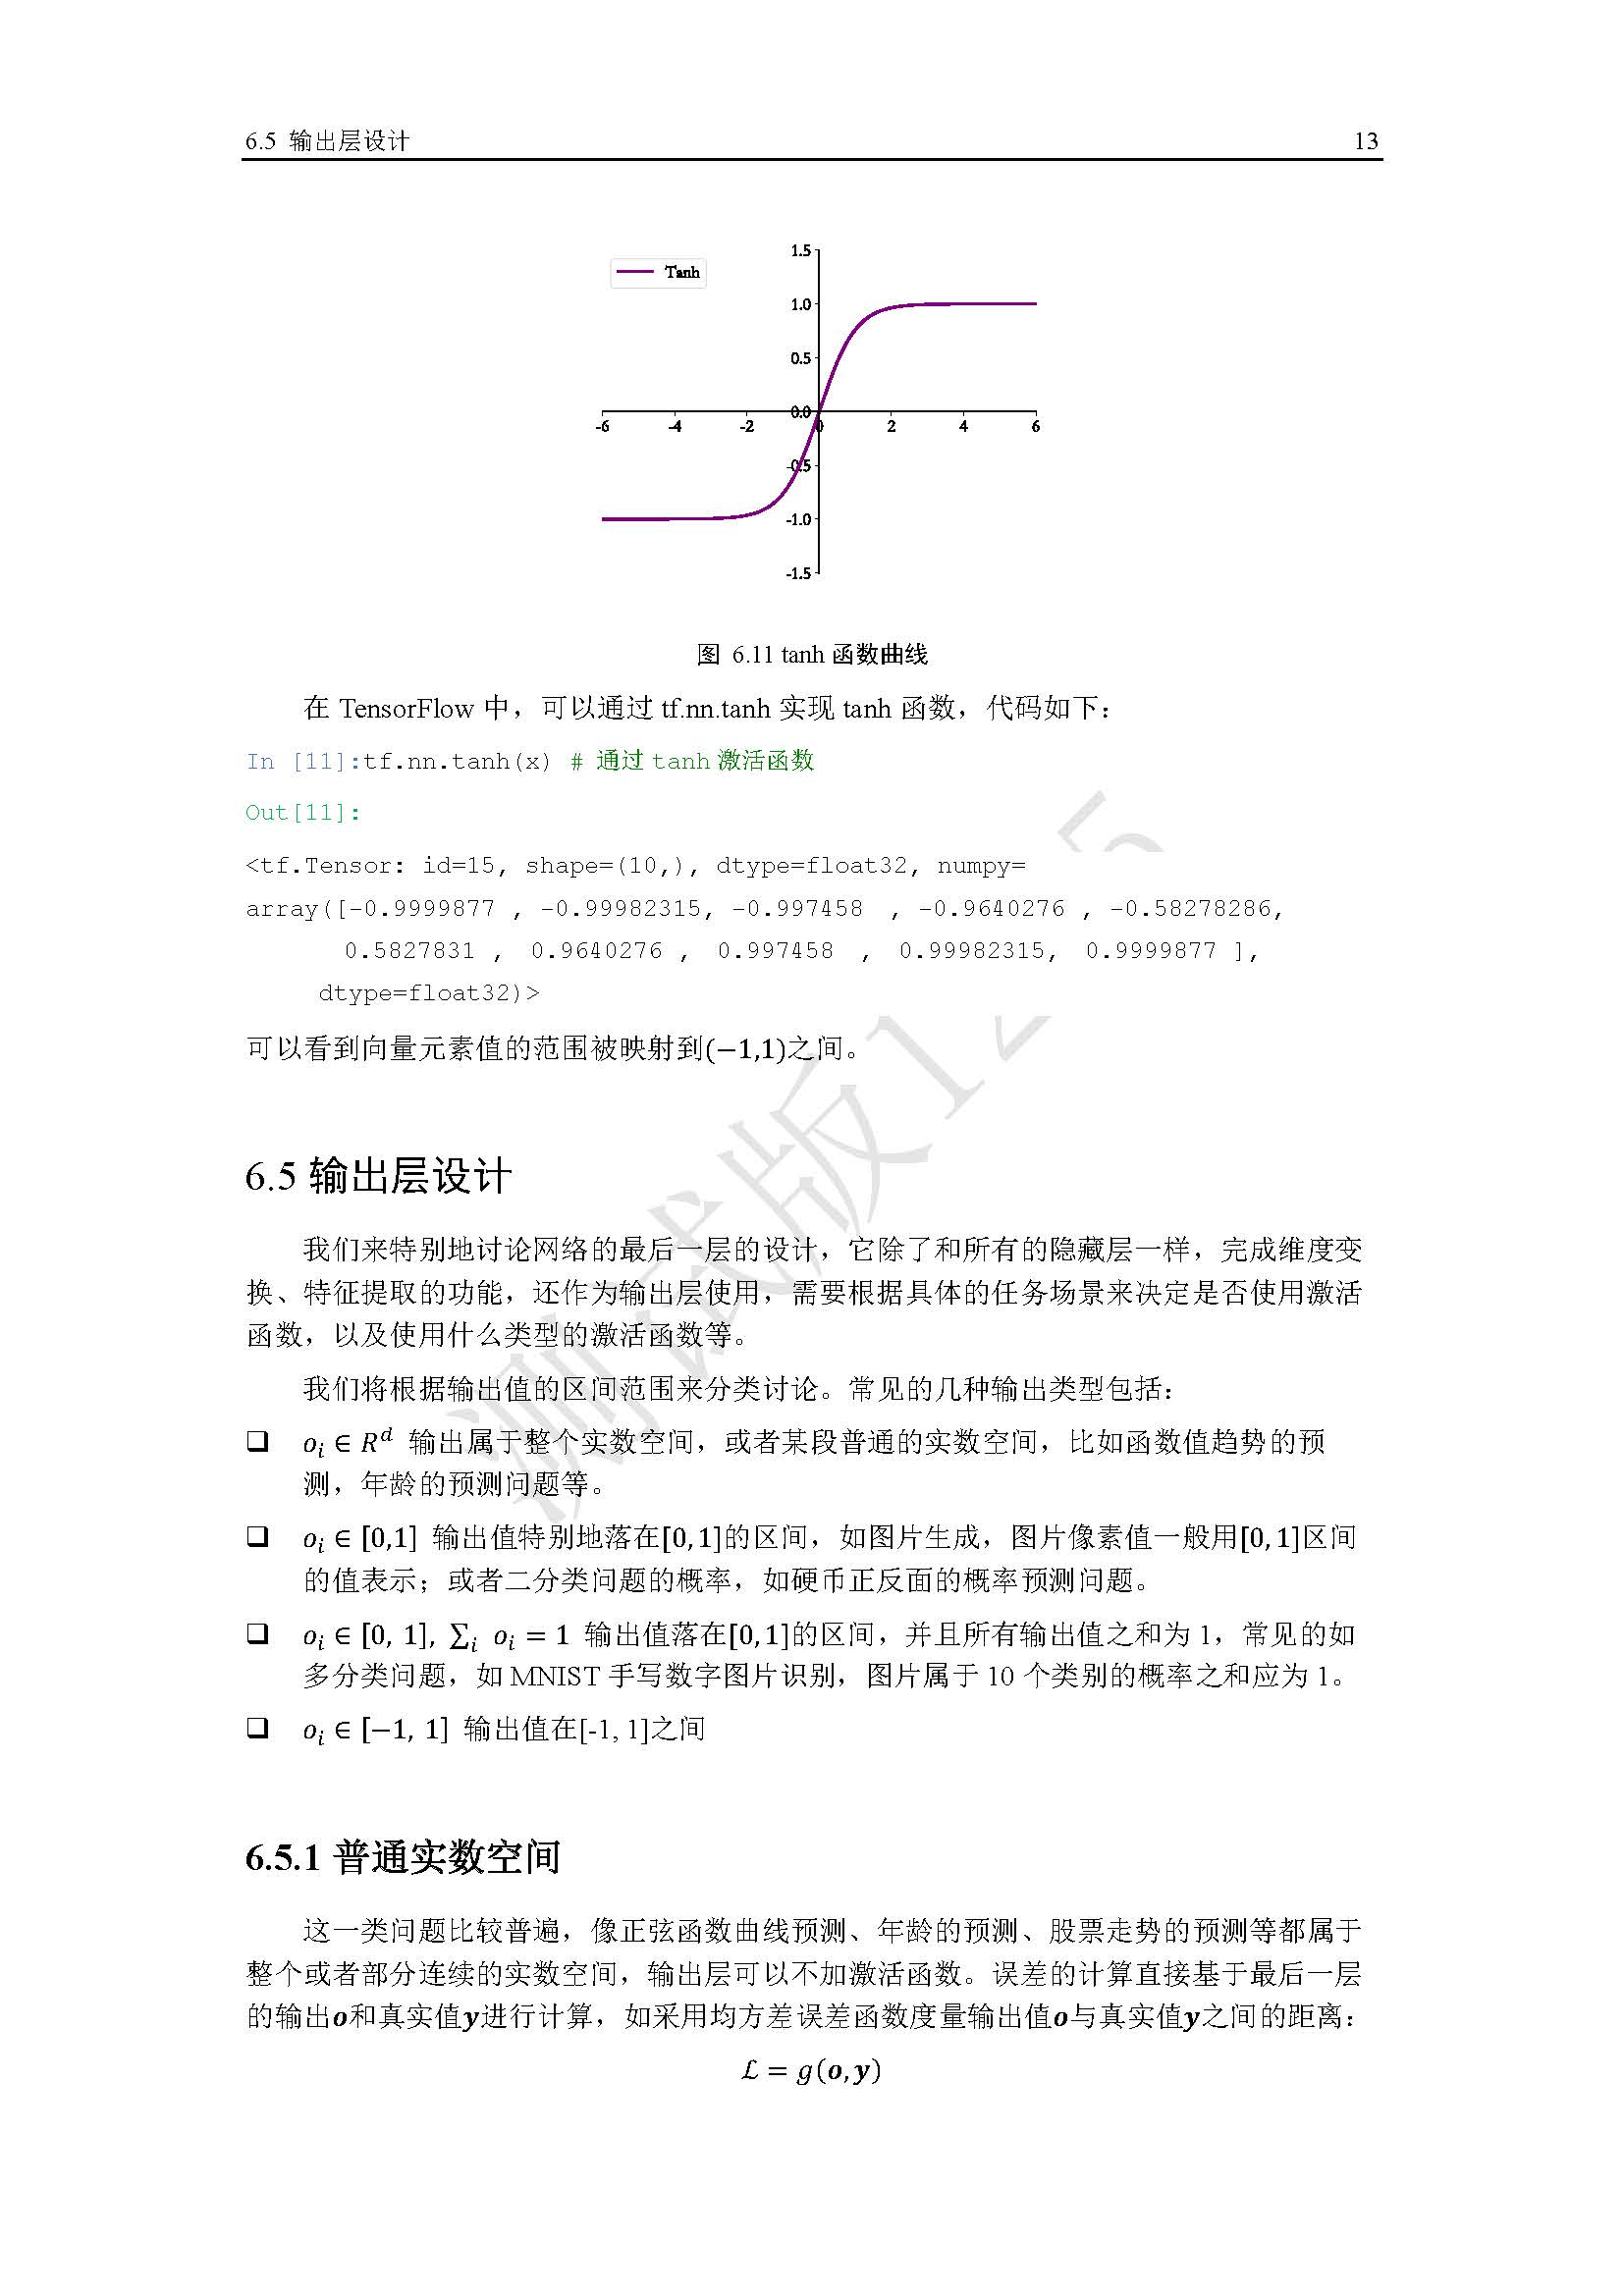 6.5 输出层设计 13
1.5
Tanh
1.0
0.5
0.0
-6 -4 -2 0 2 4 6
-0.5
-1.0
-1.5
图 6.11 tanh 函数曲线
在 TensorFlow 中，可以通过 tf.nn.tanh 实现 tanh 函数，代码如下：
In [11]:tf.nn.tanh(x) # 通过 tanh 激活函数
Out[11]:
<tf.Tensor: id=15, shape=(10,), dtype=float32, numpy=
array([-0.9999877 , -0.99982315, -0.997458 , -0.9640276 , -0.58278286,
0.5827831 , 0.9640276 , 0.997458 , 0.99982315, 0.9999877 ],
dtype=float32)>
可以看到向量元素值的范围被映射到(−1,1)之间。
6.5 输出层设计
我们来特别地讨论网络的最后一层的设计，它除了和所有的隐藏层一样，完成维度变
换、特征提取的功能，还作为输出层使用，需要根据具体的任务场景来决定是否使用激活
函数，以及使用什么类型的激活函数等。
我们将根据输出值的区间范围来分类讨论。常见的几种输出类型包括：
❑ oᵢ ∈ Rᵈ 输出属于整个实数空间，或者某段普通的实数空间，比如函数值趋势的预
测，年龄的预测问题等。
❑ oᵢ ∈ [0,1] 输出值特别地落在[0,1]的区间，如图片生成，图片像素值一般用[0,1]区间
的值表示；或者二分类问题的概率，如硬币正反面的概率预测问题。
❑ oᵢ ∈ [0, 1], ∑ᵢ oᵢ = 1 输出值落在[0,1]的区间，并且所有输出值之和为 1，常见的如
多分类问题，如 MNIST 手写数字图片识别，图片属于 10 个类别的概率之和应为 1。
❑ oᵢ ∈ [−1, 1] 输出值在[-1, 1]之间
6.5.1 普通实数空间
这一类问题比较普遍，像正弦函数曲线预测、年龄的预测、股票走势的预测等都属于
整个或者部分连续的实数空间，输出层可以不加激活函数。误差的计算直接基于最后一层
的输出o和真实值y进行计算，如采用均方差误差函数度量输出值o与真实值y之间的距离：
ℒ = g(o, y)
测试版12